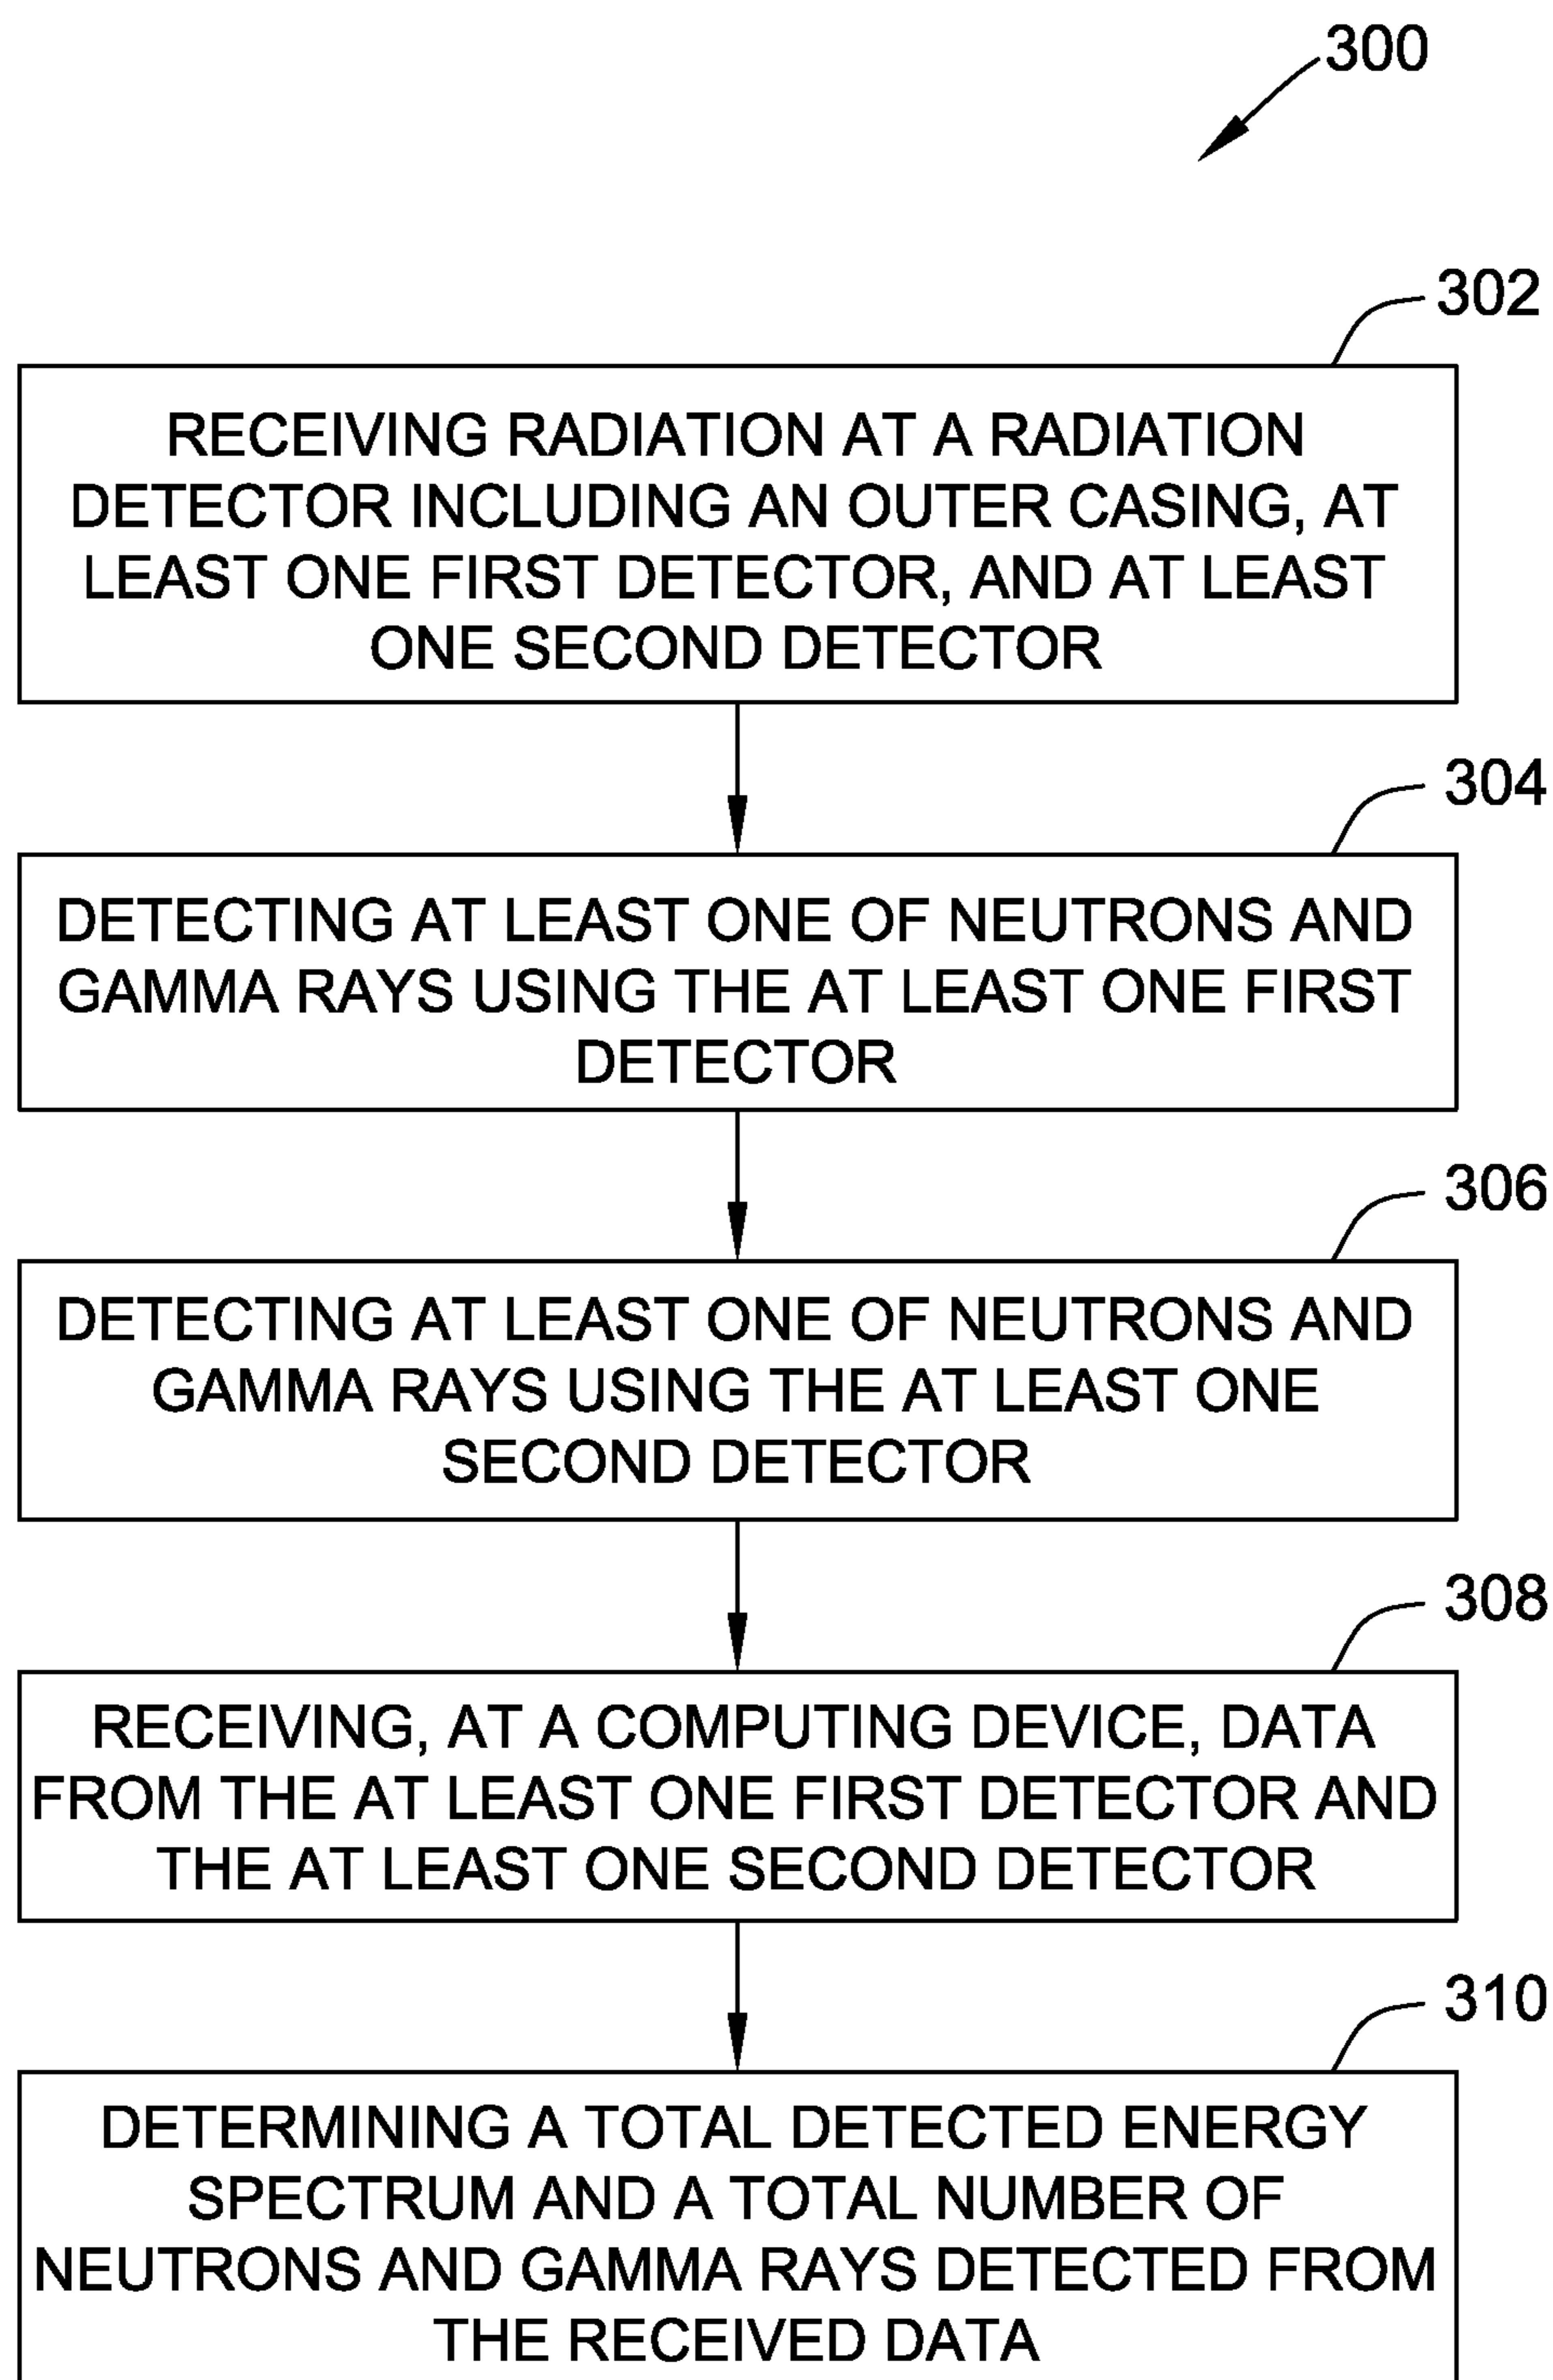 300
302
RECEIVING RADIATION AT A RADIATION
DETECTOR INCLUDING AN OUTER CASING, AT
LEAST ONE FIRST DETECTOR, AND AT LEAST
ONE SECOND DETECTOR
304
DETECTING AT LEAST ONE OF NEUTRONS AND
GAMMA RAYS USING THE AT LEAST ONE FIRST
DETECTOR
306
DETECTING AT LEAST ONE OF NEUTRONS AND
GAMMA RAYS USING THE AT LEAST ONE
SECOND DETECTOR
308
RECEIVING, AT A COMPUTING DEVICE, DATA
FROM THE AT LEAST ONE FIRST DETECTOR AND
THE AT LEAST ONE SECOND DETECTOR
310
DETERMINING A TOTAL DETECTED ENERGY
SPECTRUM AND A TOTAL NUMBER OF
NEUTRONS AND GAMMA RAYS DETECTED FROM
THE RECEIVED DATA